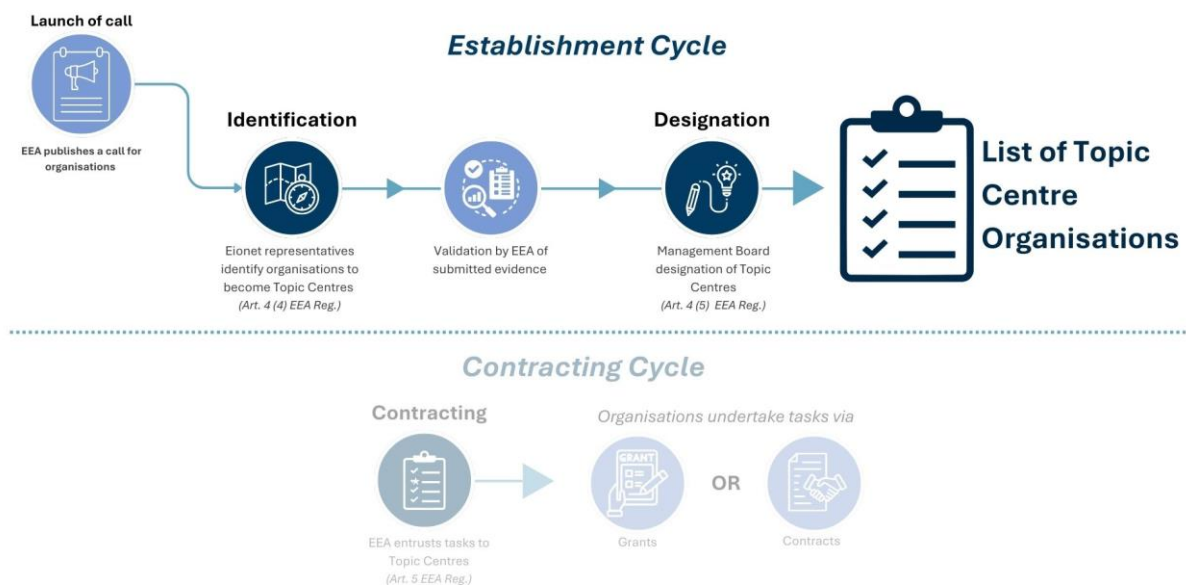 Launch of call
EEA publishes a call for
organisations
Establishment Cycle
Identification
Eionet representatives
identify organisations to
become Topic Centres
(Art. 4 (4) EEA Reg.)
Validation by EEA of
submitted evidence
Designation
Management Board
designation of Topic
Centres
(Art. 4 (5) EEA Reg.)
List of Topic
Centre
Organisations
Contracting Cycle
Contracting
EEA entrusts tasks to
Topic Centres
(Art. 5 EEA Reg.)
Organisations undertake tasks via
GRANT
Grants
OR
Contracts